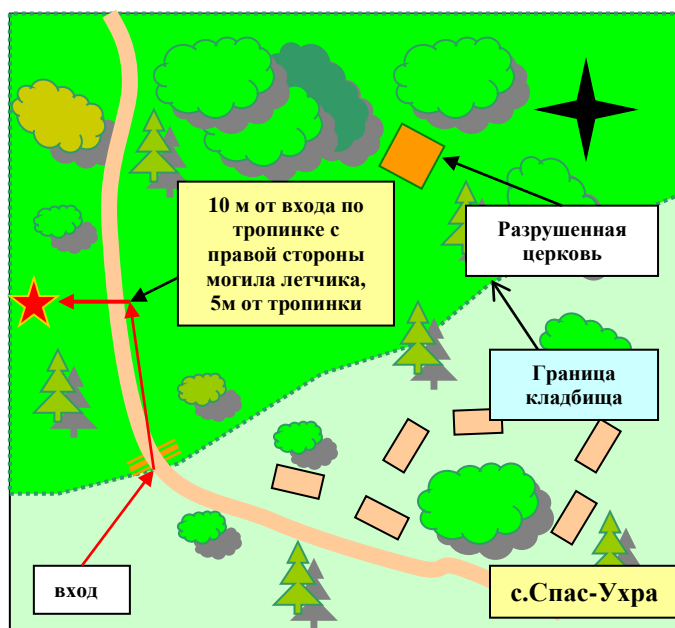 10 м от входа по
тропинке с
правой стороны
могила летчика,
5м от тропинки
Разрушенная
церковь
Граница
кладбища
вход
с.Спас-Ухра